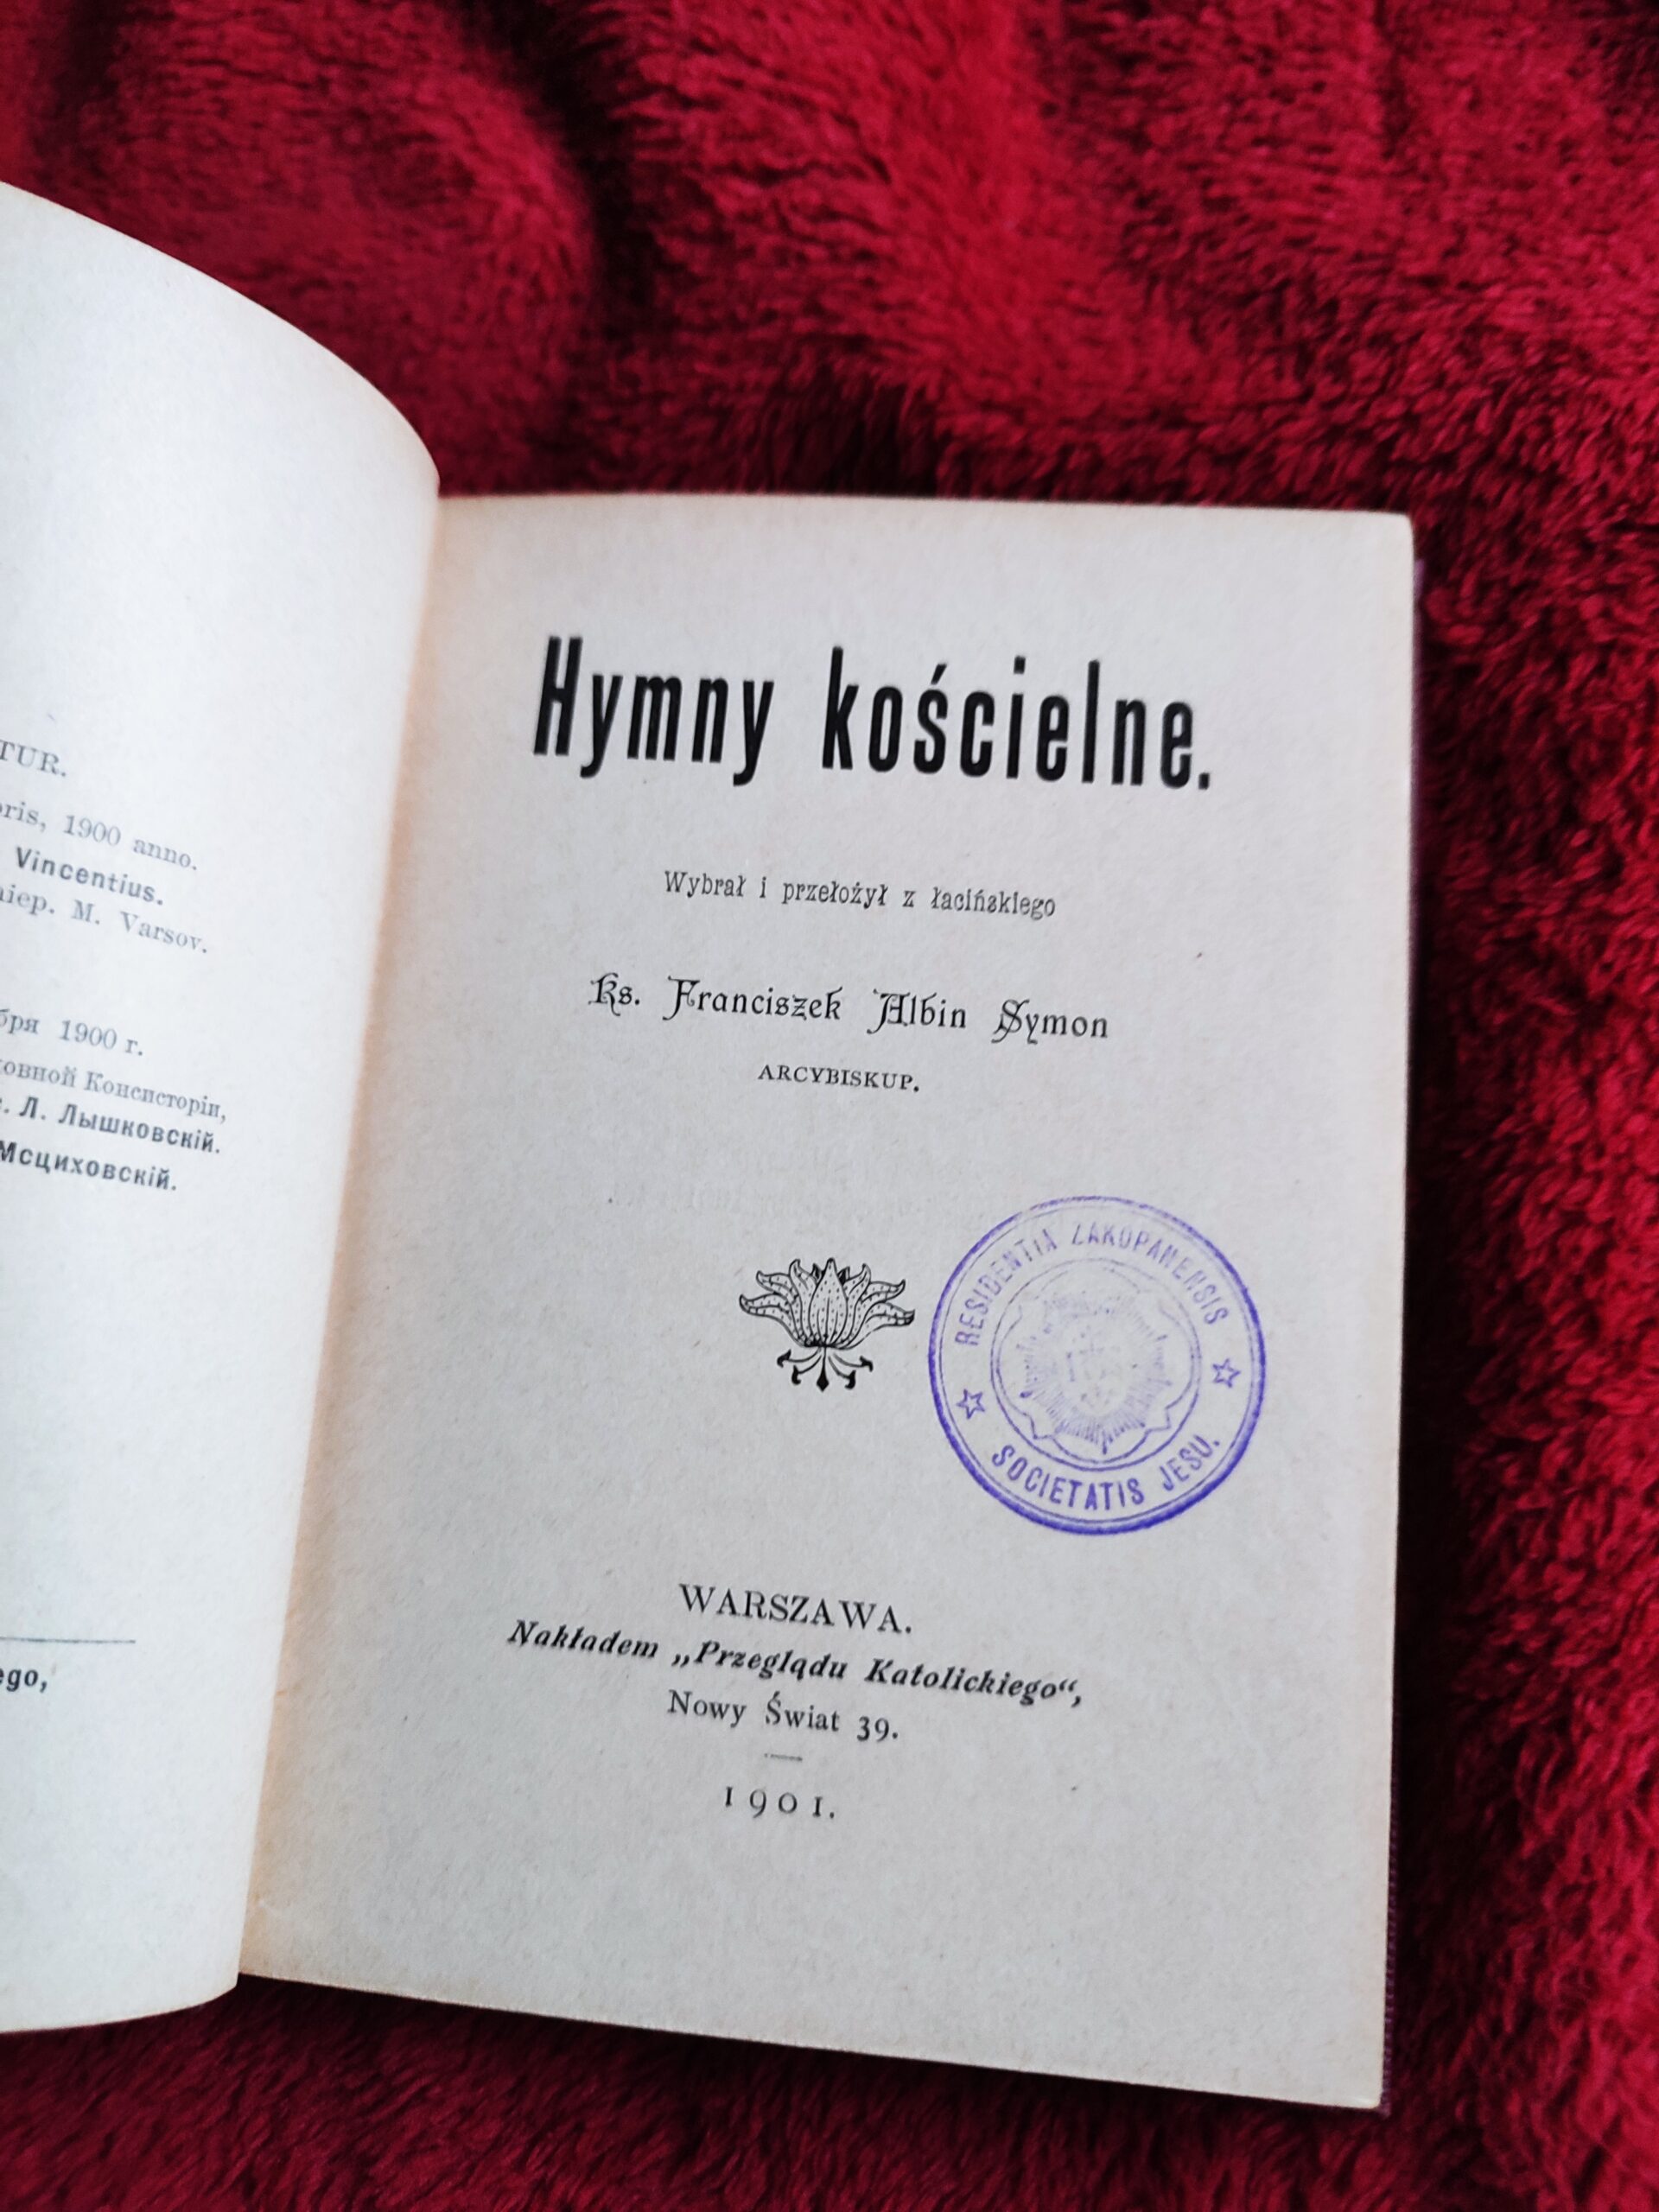 TUR.
1900 anno.
Vincentius.
M. Varsov.
1900 г.
Консисторіи,
Л. Лышковскій.
Мсциховскій.
Hymny kościelne.
Wybrał i przełożył z łacińskiego
Ks. Franciszek Albin Symon
ARCYBISKUP.
RESIDENTIA ZAKOPANENSIS
SOCIETATIS JESU.
IHS
WARSZAWA.
Nakładem „Przeglądu Katolickiego“,
Nowy Świat 39.
1901.